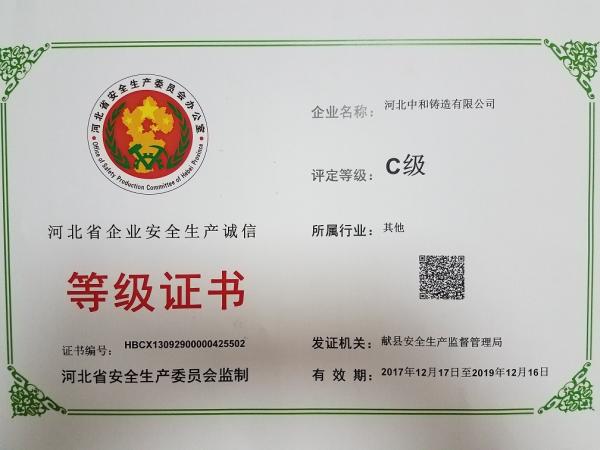 河北省安全生产委员会办公室
Office of Safety Production Committee of Hebei Province
河北省企业安全生产诚信
等级证书
证书编号：HBCX13092900000425502
河北省安全生产委员会监制
企业名称：河北中和铸造有限公司
评定等级：C级
所属行业：其他
发证机关：献县安全生产监督管理局
有 效 期：2017年12月17日至2019年12月16日